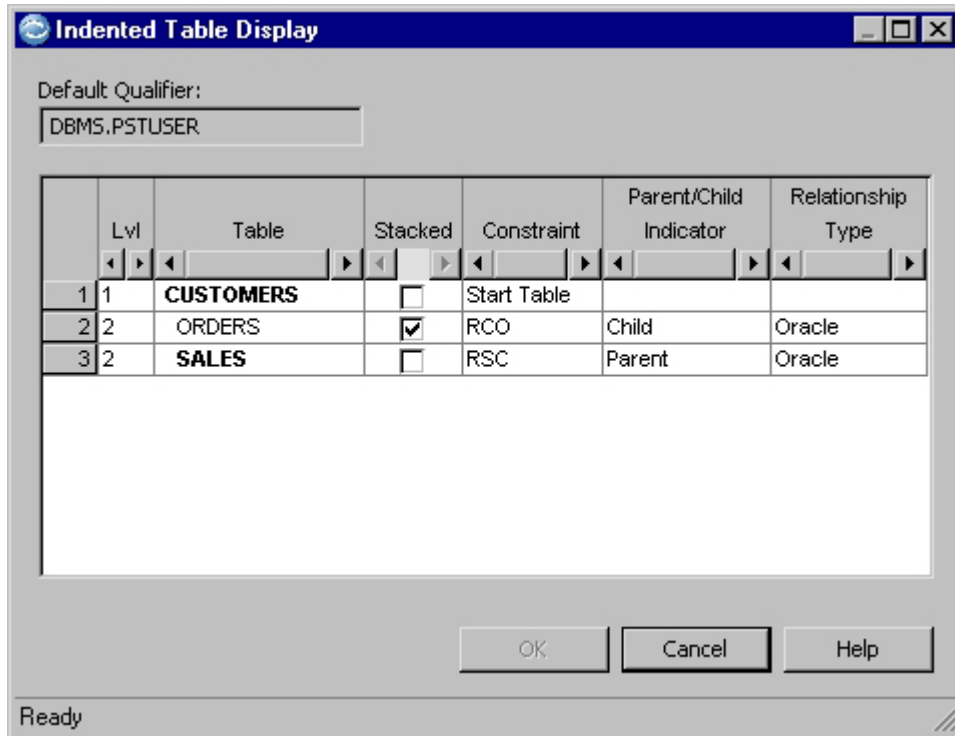 Indented Table Display
Default Qualifier:
DBMS.PSTUSER
Lvl Table Stacked Constraint Parent/Child Indicator Relationship Type
1 1 CUSTOMERS Start Table
2 2 ORDERS RCO Child Oracle
3 2 SALES RSC Parent Oracle
OK Cancel Help
Ready